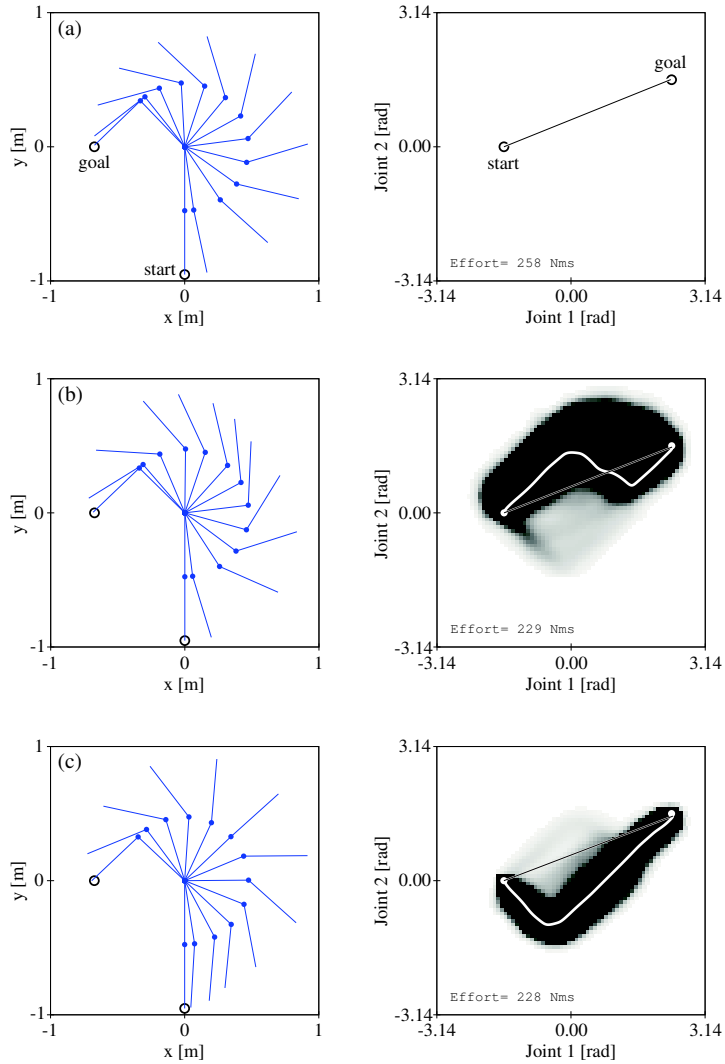 (a)
1
0
-1
y [m]
goal
start
-1
0
1
x [m]
3.14
0.00
-3.14
Joint 2 [rad]
goal
start
Effort= 258 Nms
-3.14
0.00
3.14
Joint 1 [rad]
(b)
1
0
-1
y [m]
-1
0
1
x [m]
3.14
0.00
-3.14
Joint 2 [rad]
Effort= 229 Nms
-3.14
0.00
3.14
Joint 1 [rad]
(c)
1
0
-1
y [m]
-1
0
1
x [m]
3.14
0.00
-3.14
Joint 2 [rad]
Effort= 228 Nms
-3.14
0.00
3.14
Joint 1 [rad]